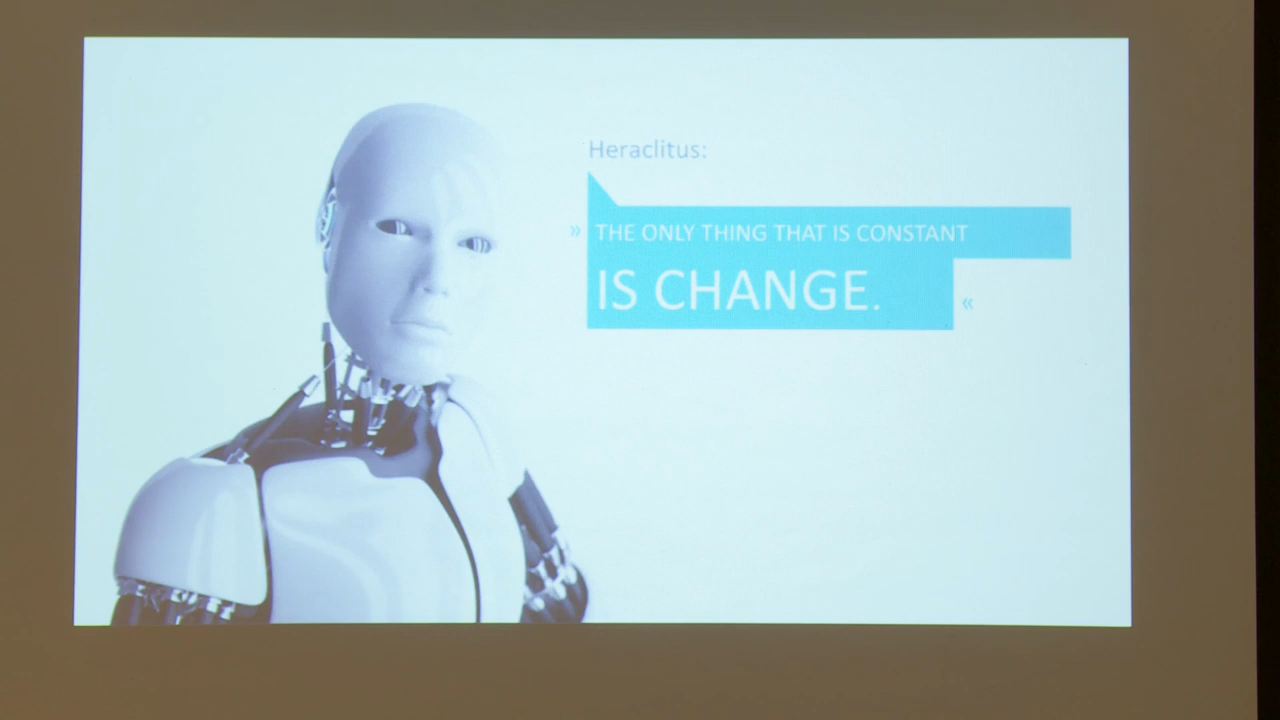 Heraclitus:
» THE ONLY THING THAT IS CONSTANT
IS CHANGE. «